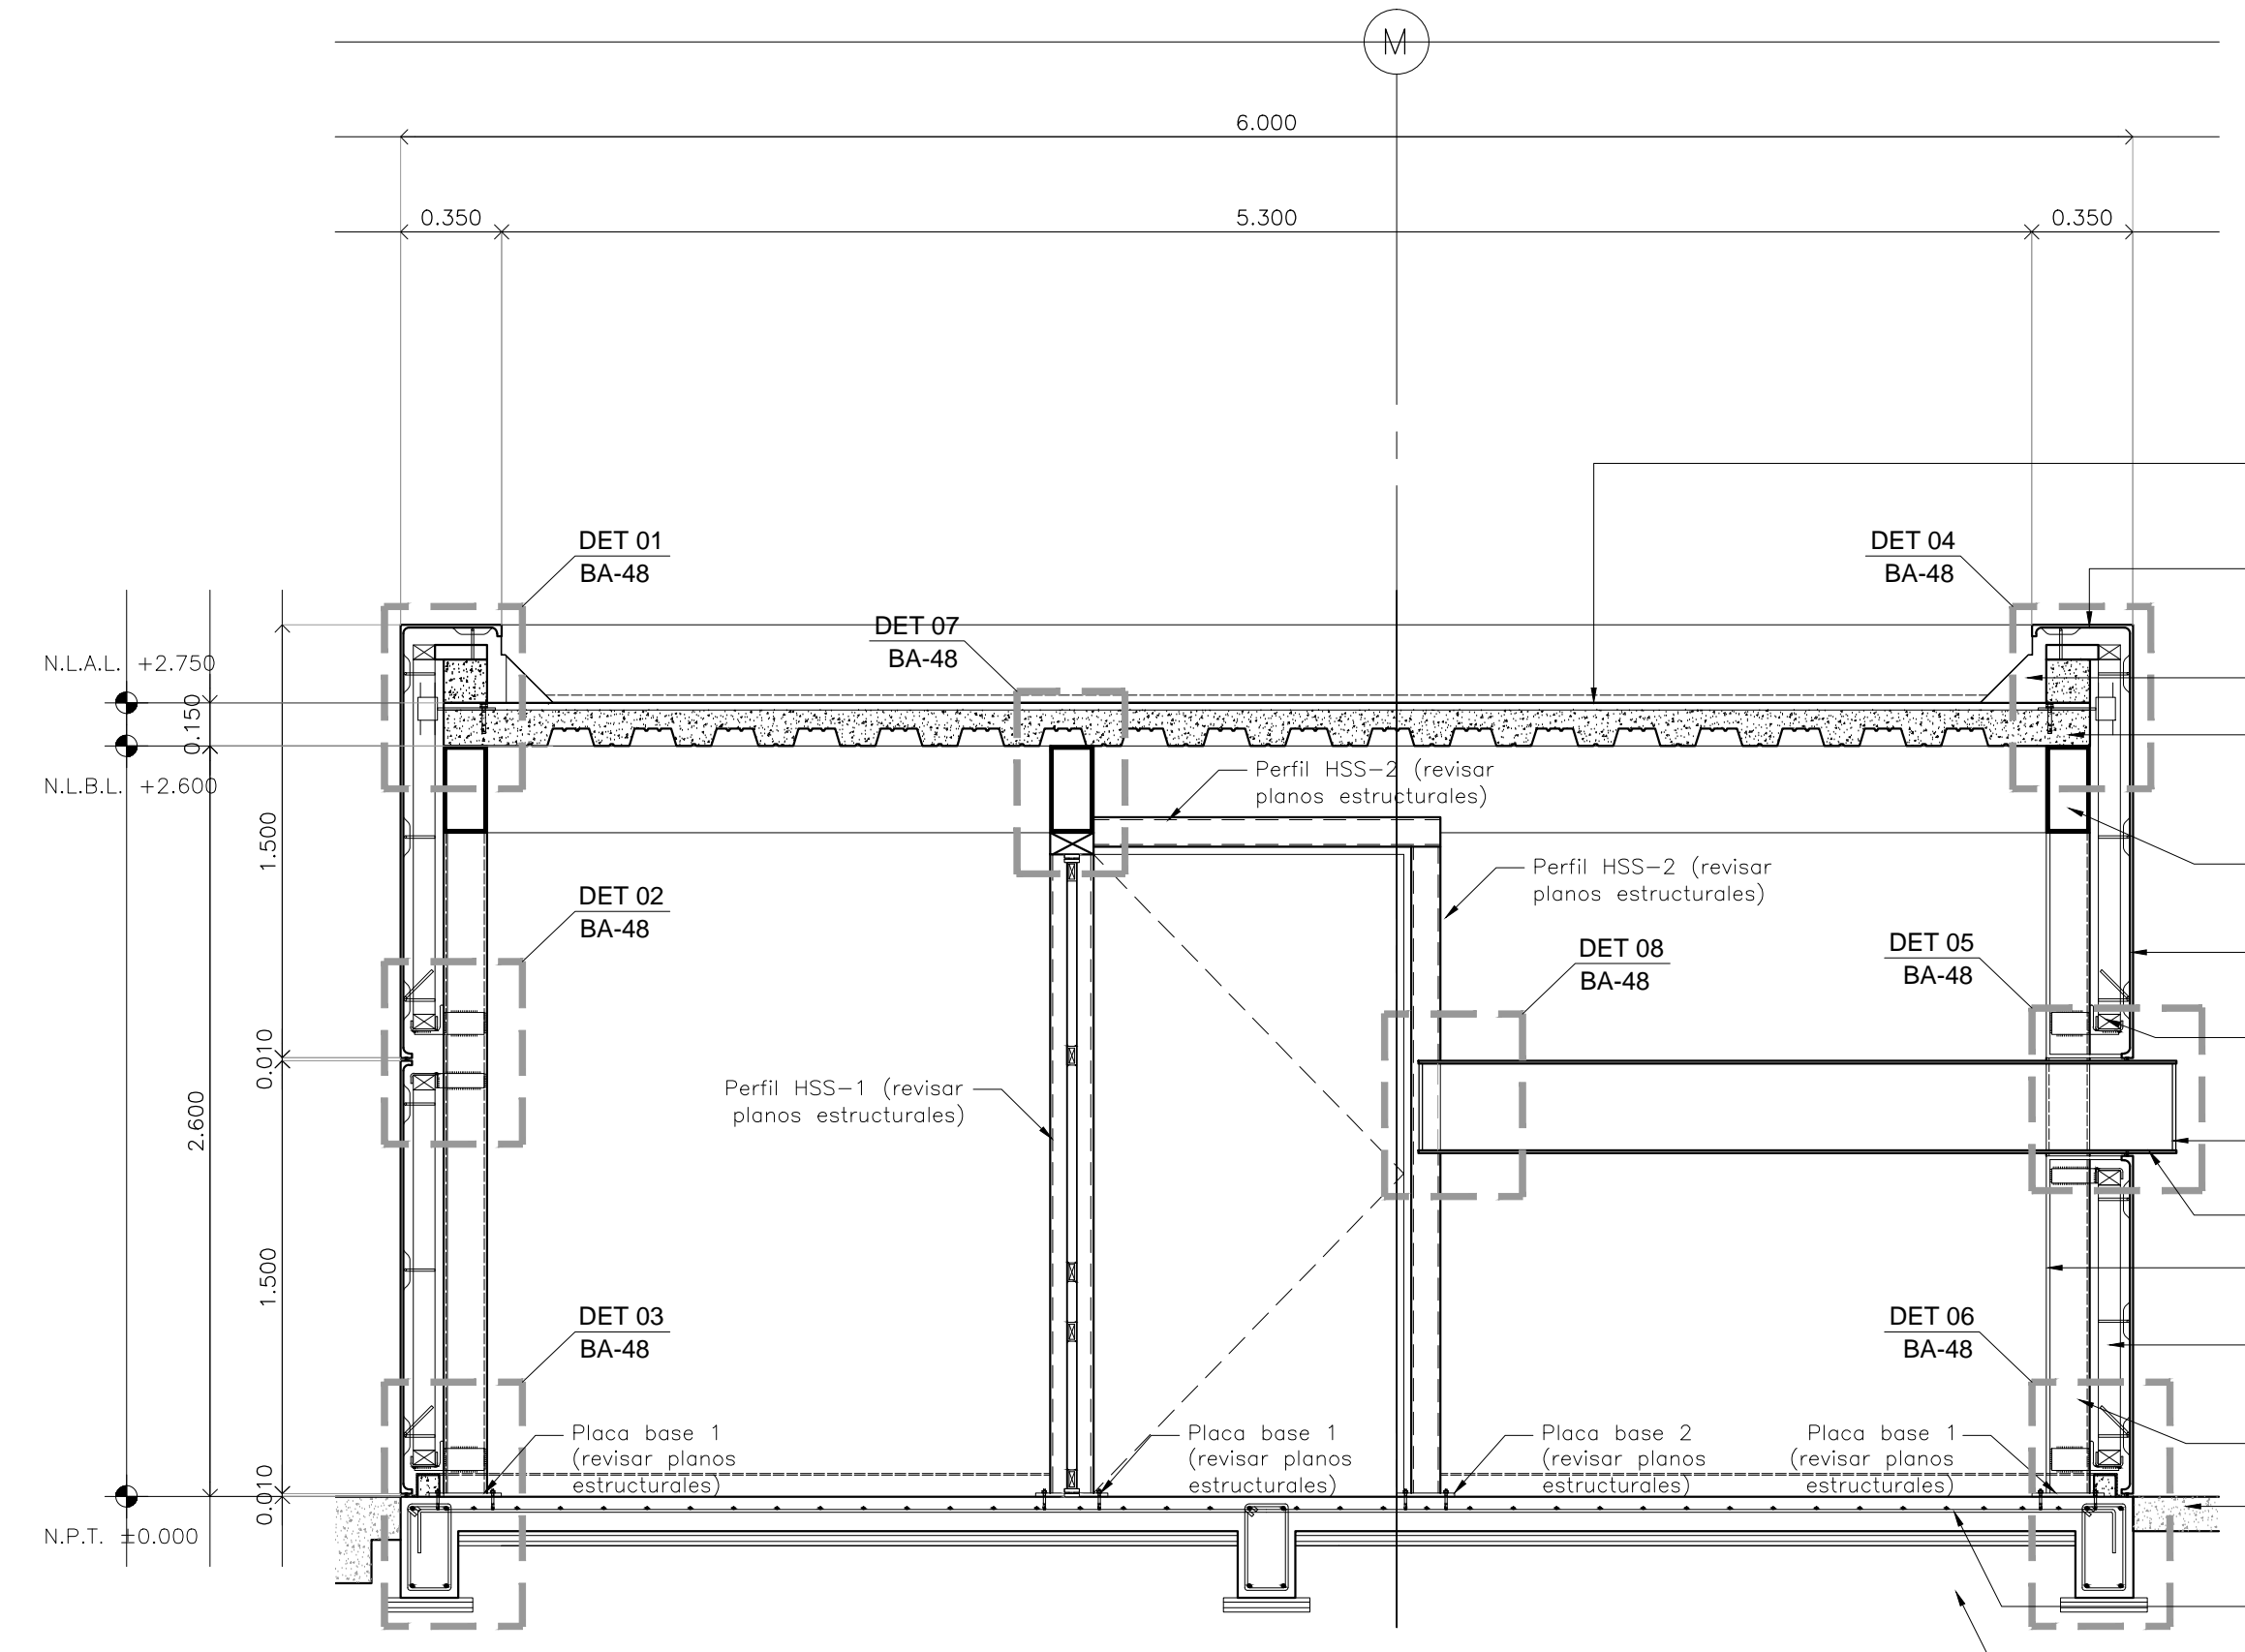 M
6.000
0.350
5.300
0.350
DET 01
BA-48
DET 04
BA-48
DET 07
BA-48
N.L.A.L. +2.750
0.150
N.L.B.L. +2.600
Perfil HSS-2 (revisar
planos estructurales)
1.500
Perfil HSS-2 (revisar
planos estructurales)
DET 02
BA-48
DET 08
BA-48
DET 05
BA-48
0.010
Perfil HSS-1 (revisar
planos estructurales)
2.600
1.500
DET 03
BA-48
DET 06
BA-48
Placa base 1
(revisar planos
estructurales)
Placa base 1
(revisar planos
estructurales)
Placa base 2
(revisar planos
estructurales)
Placa base 1
(revisar planos
estructurales)
0.010
N.P.T. ±0.000